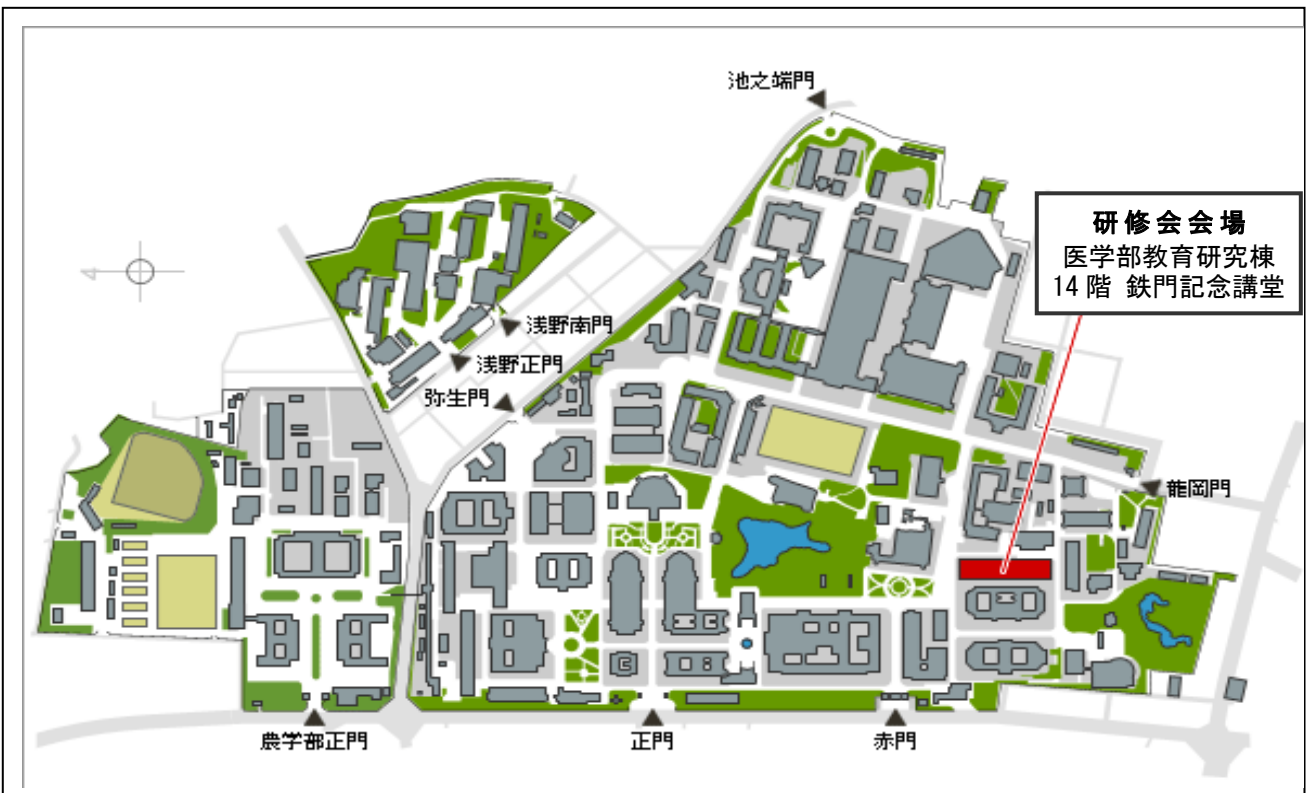 池之端門
研修会会場
医学部教育研究棟
14階 鉄門記念講堂
浅野南門
浅野正門
弥生門
龍岡門
農学部正門
正門
赤門